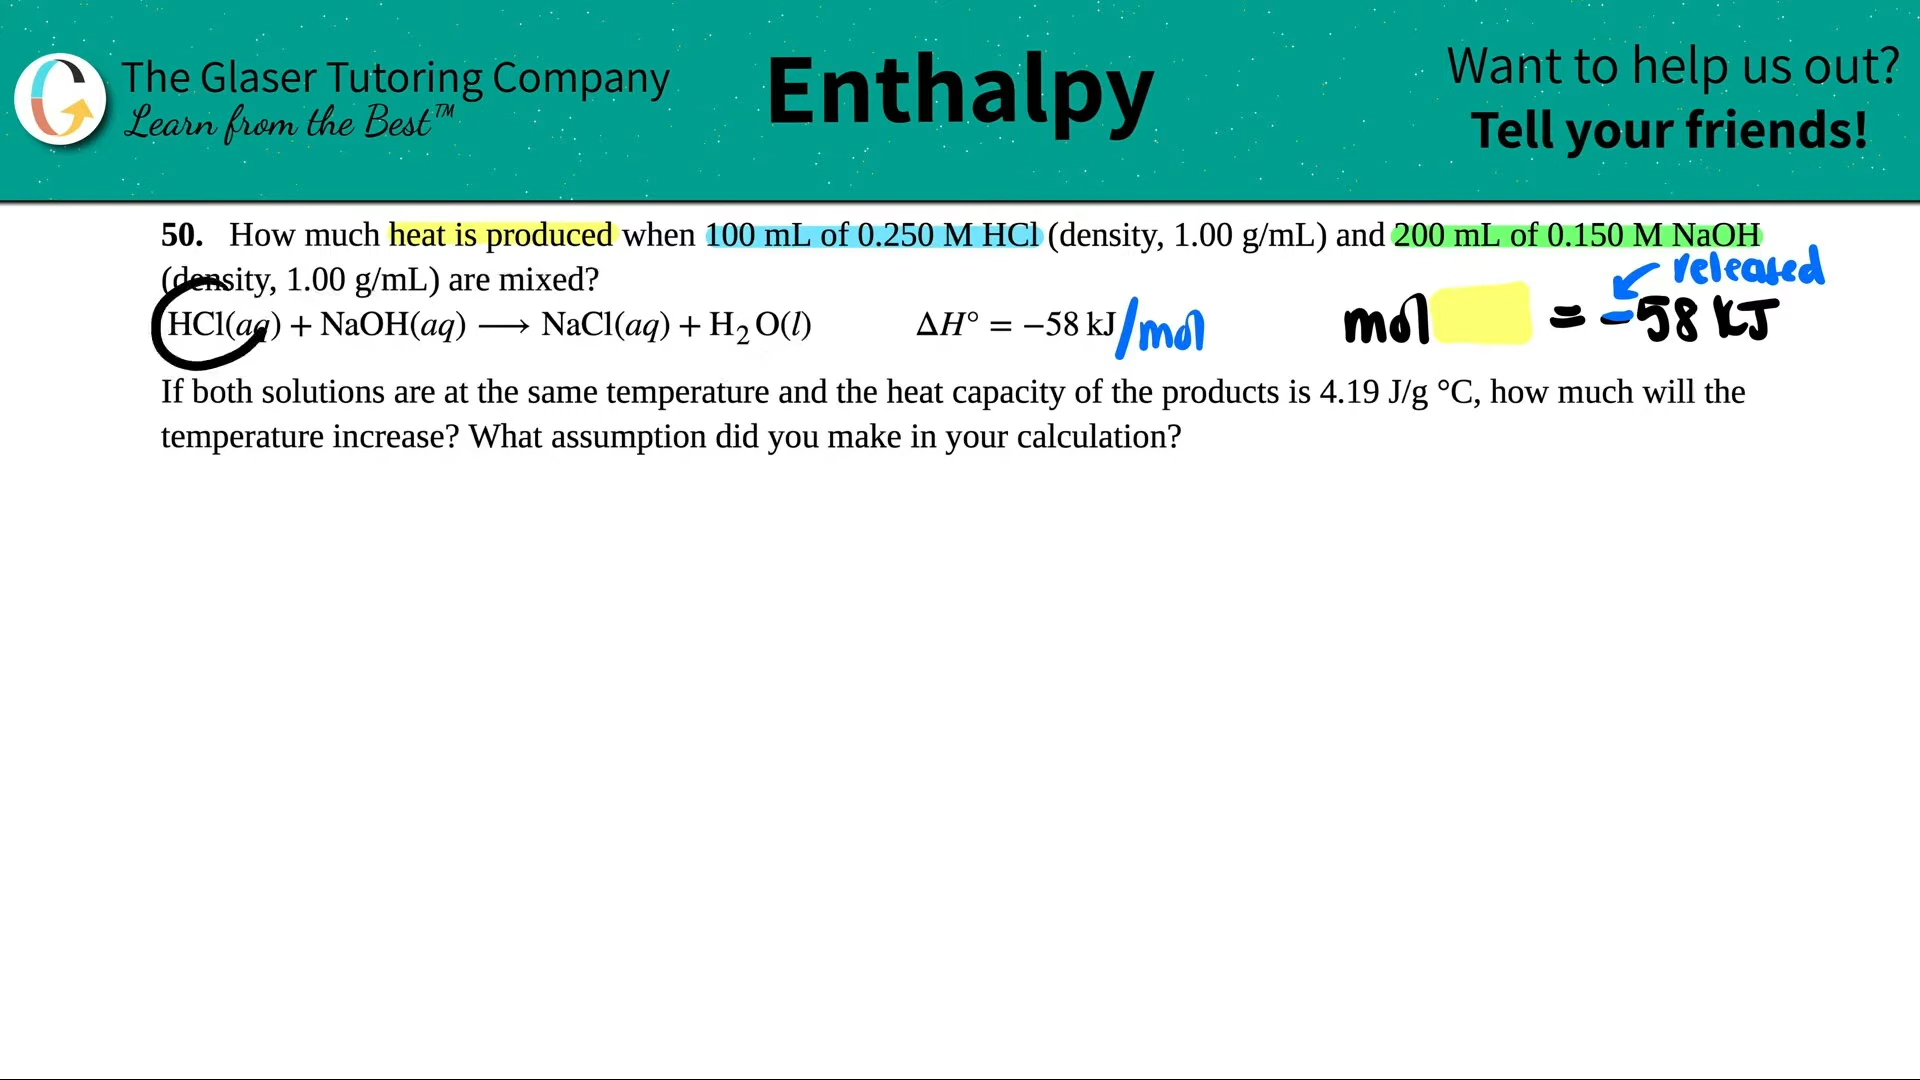 The Glaser Tutoring Company
Learn from the Best™
Enthalpy
Want to help us out?
Tell your friends!
50. How much heat is produced when 100 mL of 0.250 M HCl (density, 1.00 g/mL) and 200 mL of 0.150 M NaOH
(density, 1.00 g/mL) are mixed?
released
HCl(aq) + NaOH(aq) ⟶ NaCl(aq) + H₂O(l) ΔH° = −58 kJ/mol
mol = -58 KJ
If both solutions are at the same temperature and the heat capacity of the products is 4.19 J/g °C, how much will the
temperature increase? What assumption did you make in your calculation?